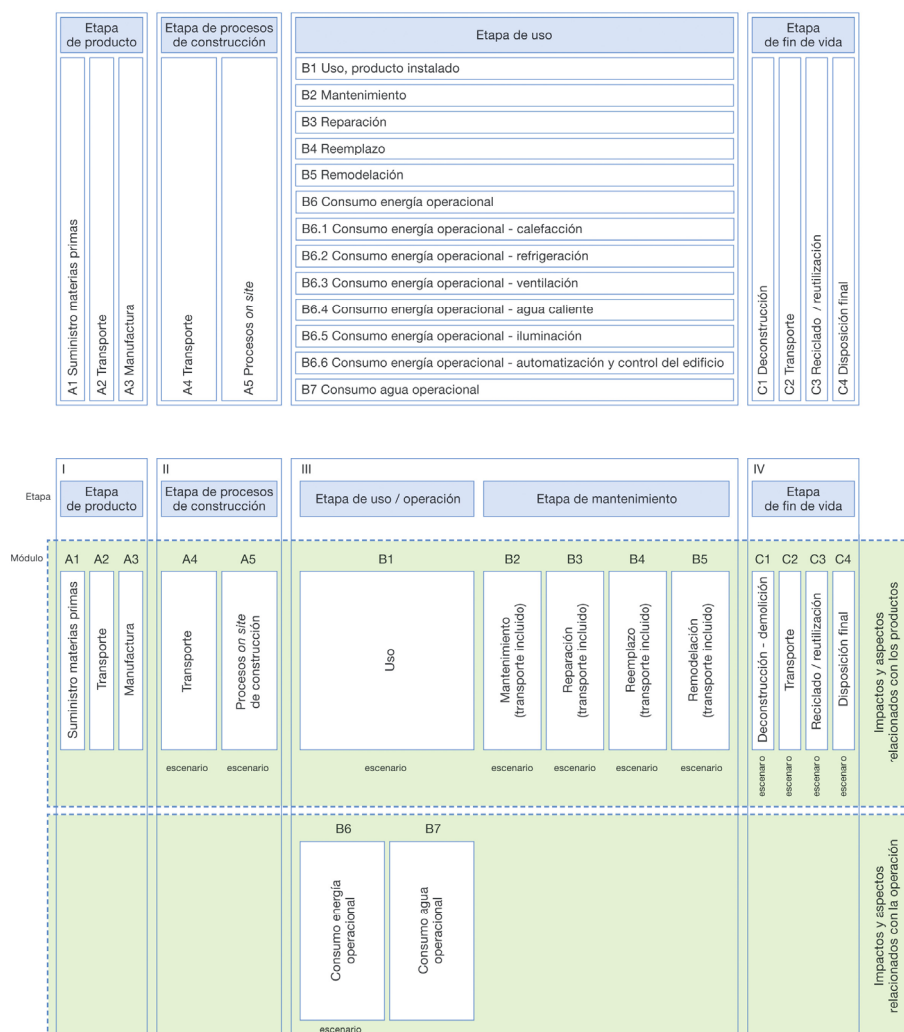 Etapa
de producto
Etapa de procesos
de construcción
Etapa de uso
Etapa
de fin de vida
A1 Suministro materias primas
A2 Transporte
A3 Manufactura
A4 Transporte
A5 Procesos on site
B1 Uso, producto instalado
B2 Mantenimiento
B3 Reparación
B4 Reemplazo
B5 Remodelación
B6 Consumo energía operacional
B6.1 Consumo energía operacional - calefacción
B6.2 Consumo energía operacional - refrigeración
B6.3 Consumo energía operacional - ventilación
B6.4 Consumo energía operacional - agua caliente
B6.5 Consumo energía operacional - iluminación
B6.6 Consumo energía operacional - automatización y control del edificio
B7 Consumo agua operacional
C1 Deconstrucción
C2 Transporte
C3 Reciclado / reutilización
C4 Disposición final
I
II
III
IV
Etapa
Etapa
de producto
Etapa de procesos
de construcción
Etapa de uso / operación
Etapa de mantenimiento
Etapa
de fin de vida
Módulo
A1
A2
A3
A4
A5
B1
B2
B3
B4
B5
C1
C2
C3
C4
Suministro materias primas
Transporte
Manufactura
Transporte
Procesos on site
de construcción
Uso
Mantenimiento
(transporte incluido)
Reparación
(transporte incluido)
Reemplazo
(transporte incluido)
Remodelación
(transporte incluido)
Deconstrucción - demolición
Transporte
Reciclado / reutilización
Disposición final
Impactos y aspectos
relacionados con los productos
escenario
escenario
escenario
escenario
escenario
escenario
escenario
escenario
escenario
escenario
escenario
B6
B7
Consumo energía
operacional
Consumo agua
operacional
Impactos y aspectos
relacionados con la operación
escenario